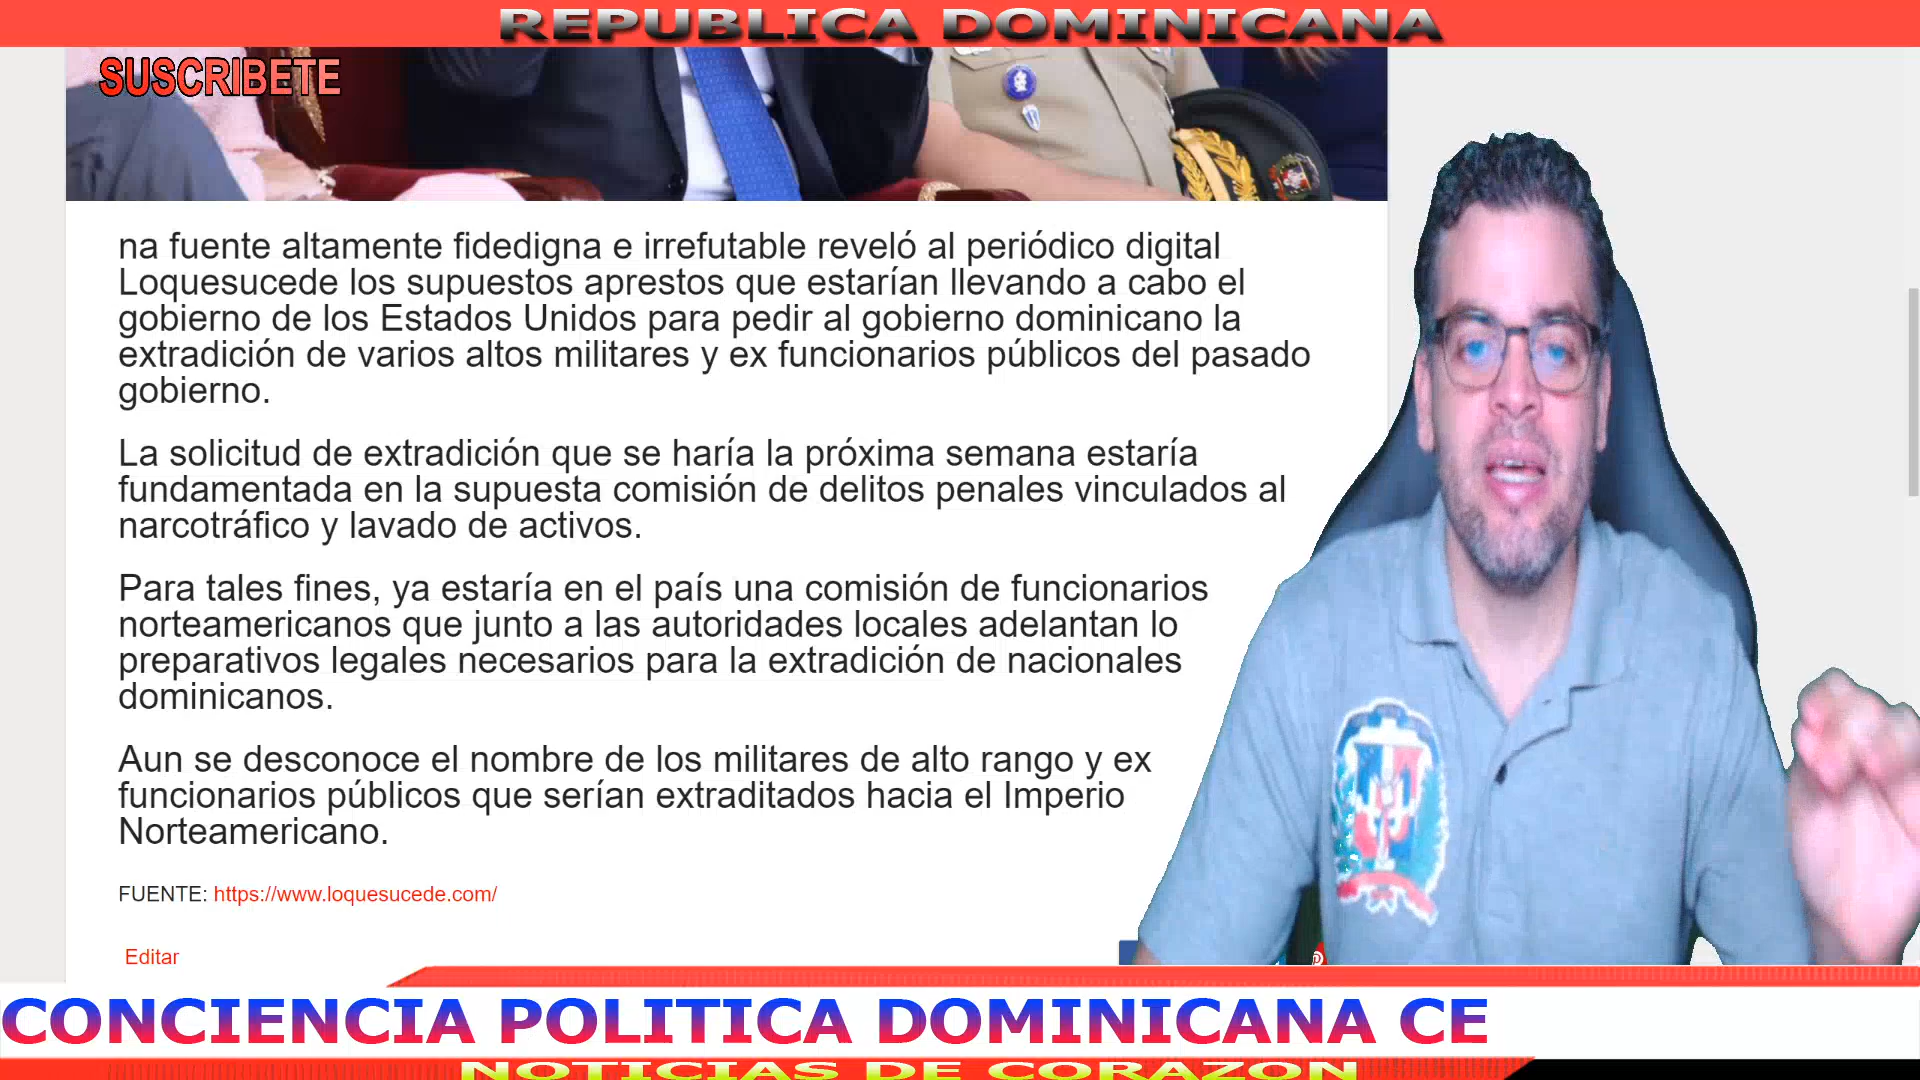 REPUBLICA DOMINICANA
SUSCRIBETE
na fuente altamente fidedigna e irrefutable reveló al periódico digital
Loquesucede los supuestos aprestos que estarían llevando a cabo el
gobierno de los Estados Unidos para pedir al gobierno dominicano la
extradición de varios altos militares y ex funcionarios públicos del pasado
gobierno.
La solicitud de extradición que se haría la próxima semana estaría
fundamentada en la supuesta comisión de delitos penales vinculados al
narcotráfico y lavado de activos.
Para tales fines, ya estaría en el país una comisión de funcionarios
norteamericanos que junto a las autoridades locales adelantan lo
preparativos legales necesarios para la extradición de nacionales
dominicanos.
Aun se desconoce el nombre de los militares de alto rango y ex
funcionarios públicos que serían extraditados hacia el Imperio
Norteamericano.
FUENTE: https://www.loquesucede.com/
Editar
CONCIENCIA POLITICA DOMINICANA CE
NOTICIAS DE CORAZON